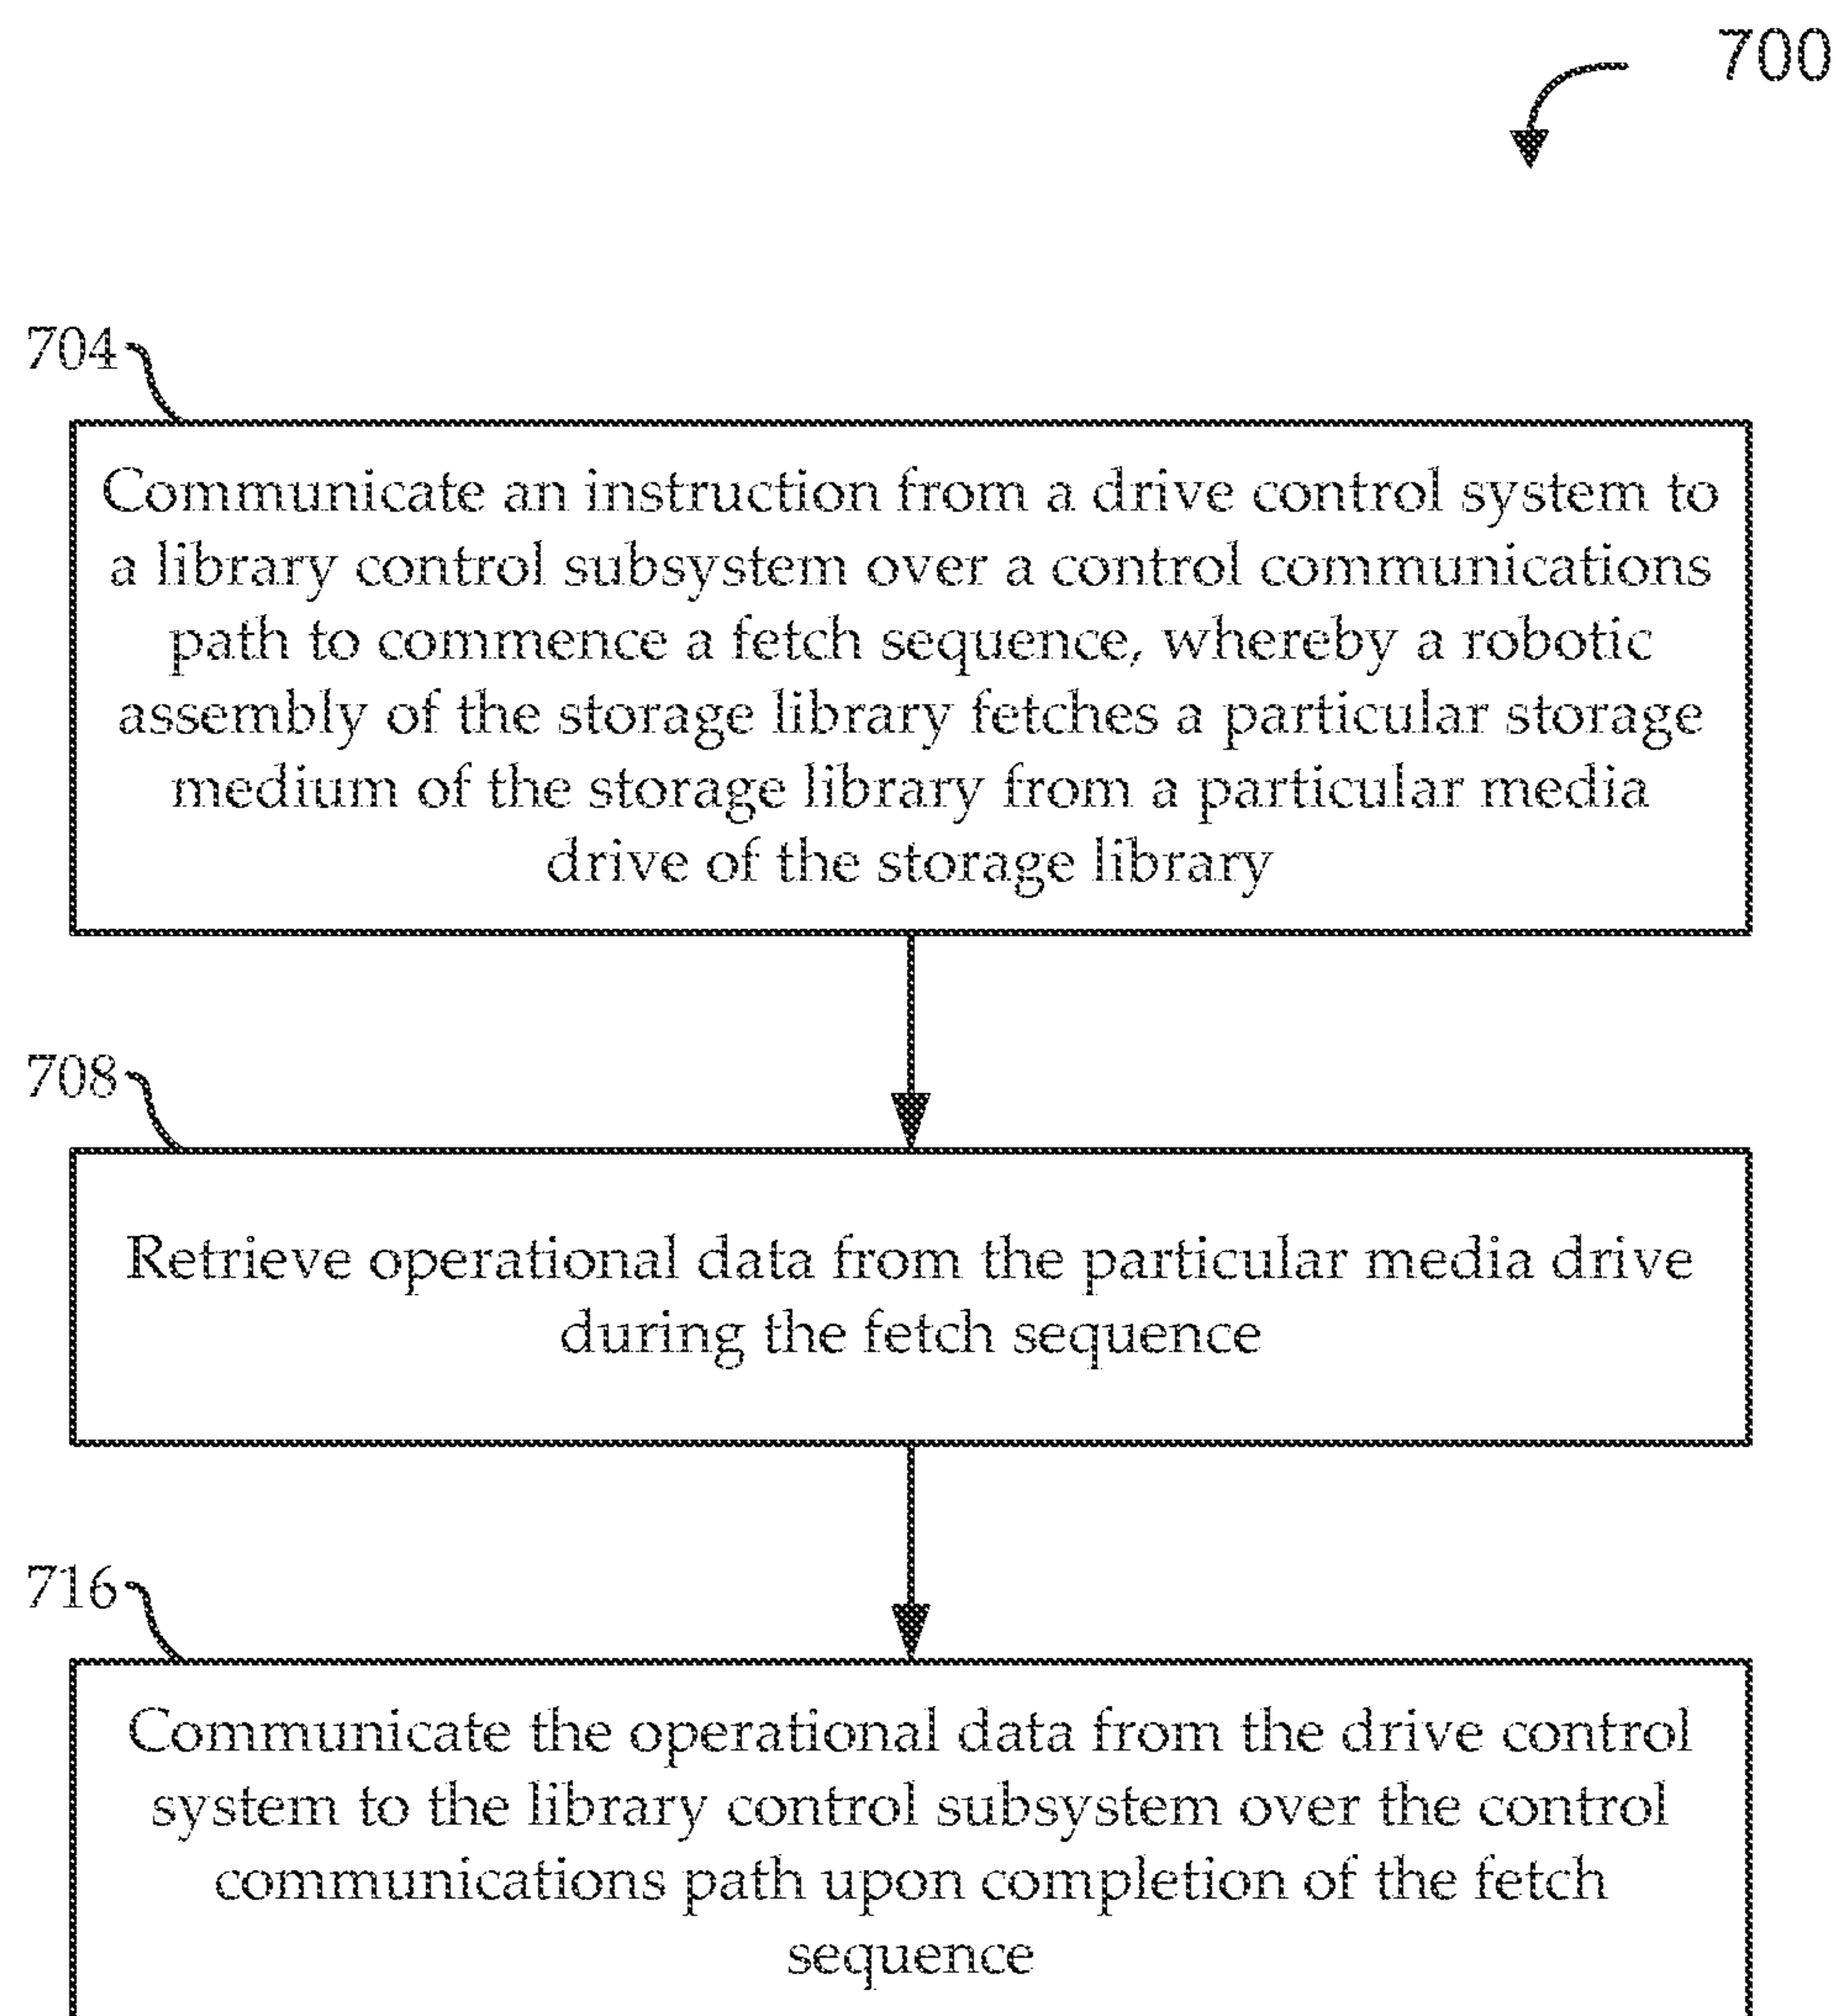 700
704
Communicate an instruction from a drive control system to
a library control subsystem over a control communications
path to commence a fetch sequence, whereby a robotic
assembly of the storage library fetches a particular storage
medium of the storage library from a particular media
drive of the storage library
708
Retrieve operational data from the particular media drive
during the fetch sequence
716
Communicate the operational data from the drive control
system to the library control subsystem over the control
communications path upon completion of the fetch
sequence